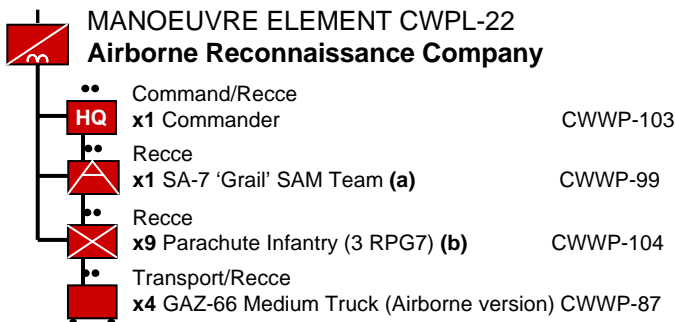 MANOEUVRE ELEMENT CWPL-22
Airborne Reconnaissance Company
Command/Recce
HQ x1 Commander CWWP-103
Recce
x1 SA-7 ‘Grail’ SAM Team (a) CWWP-99
Recce
x9 Parachute Infantry (3 RPG7) (b) CWWP-104
Transport/Recce
x4 GAZ-66 Medium Truck (Airborne version) CWWP-87